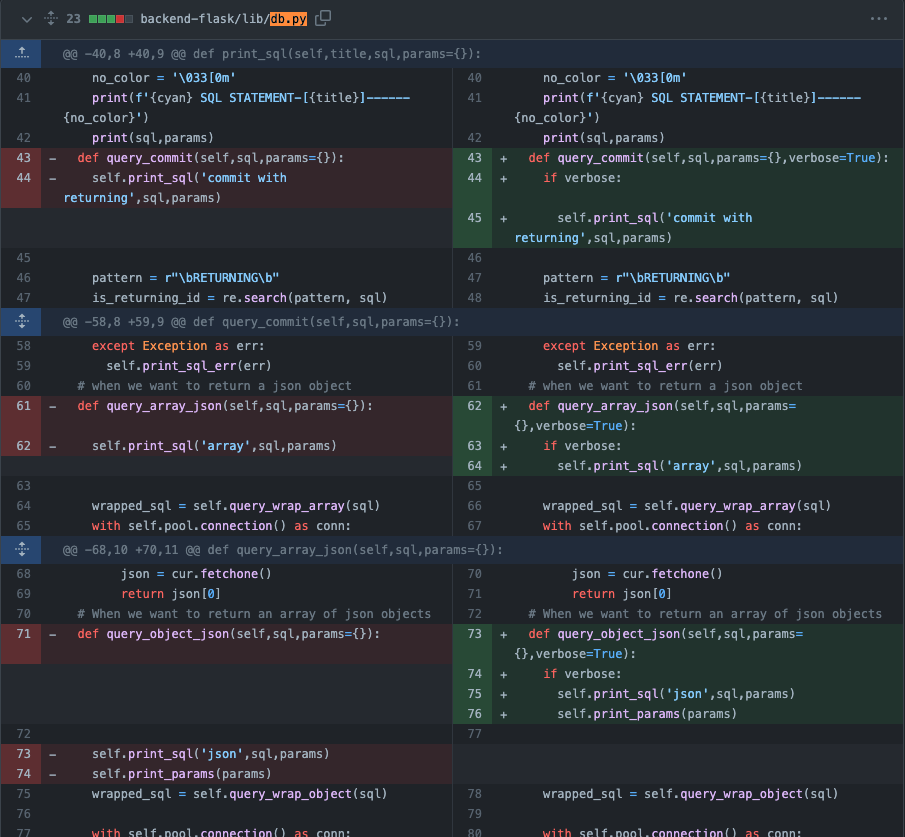 23 backend-flask/lib/db.py ...
@@ -40,8 +40,9 @@ def print_sql(self,title,sql,params={}):
40 no_color = '\033[0m' 40 no_color = '\033[0m'
41 print(f'{cyan} SQL STATEMENT-[{title}]------ 41 print(f'{cyan} SQL STATEMENT-[{title}]------
{no_color}') {no_color}')
42 print(sql,params) 42 print(sql,params)
43 - def query_commit(self,sql,params={}): 43 + def query_commit(self,sql,params={},verbose=True):
44 - self.print_sql('commit with 44 + if verbose:
returning',sql,params)
45 + self.print_sql('commit with
returning',sql,params)
45 46
46 pattern = r"\bRETURNING\b" 47 pattern = r"\bRETURNING\b"
47 is_returning_id = re.search(pattern, sql) 48 is_returning_id = re.search(pattern, sql)
@@ -58,8 +59,9 @@ def query_commit(self,sql,params={}):
58 except Exception as err: 59 except Exception as err:
59 self.print_sql_err(err) 60 self.print_sql_err(err)
60 # when we want to return a json object 61 # when we want to return a json object
61 - def query_array_json(self,sql,params={}): 62 + def query_array_json(self,sql,params=
{},verbose=True):
62 - self.print_sql('array',sql,params) 63 + if verbose:
64 + self.print_sql('array',sql,params)
63 65
64 wrapped_sql = self.query_wrap_array(sql) 66 wrapped_sql = self.query_wrap_array(sql)
65 with self.pool.connection() as conn: 67 with self.pool.connection() as conn:
@@ -68,10 +70,11 @@ def query_array_json(self,sql,params={}):
68 json = cur.fetchone() 70 json = cur.fetchone()
69 return json[0] 71 return json[0]
70 # When we want to return an array of json objects 72 # When we want to return an array of json objects
71 - def query_object_json(self,sql,params={}): 73 + def query_object_json(self,sql,params=
{},verbose=True):
74 + if verbose:
75 + self.print_sql('json',sql,params)
76 + self.print_params(params)
72 77
73 - self.print_sql('json',sql,params)
74 - self.print_params(params)
75 wrapped_sql = self.query_wrap_object(sql) 78 wrapped_sql = self.query_wrap_object(sql)
76 79
77 with self.pool.connection() as conn: 80 with self.pool.connection() as conn: